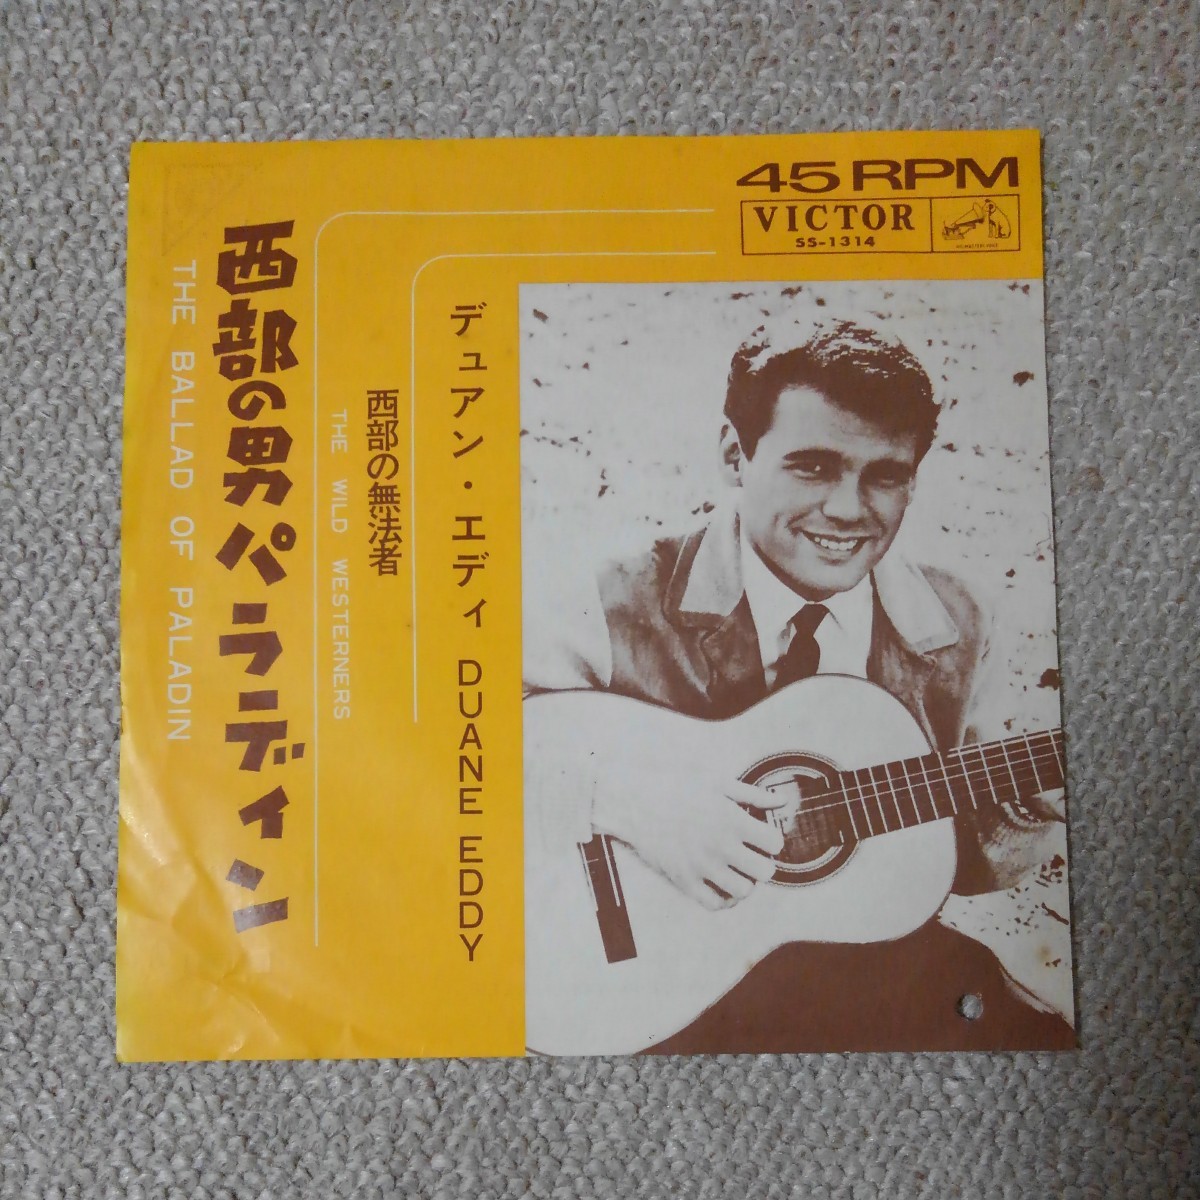 45 RPM
VICTOR
SS-1314
デュアン・エディ DUANE EDDY
西部の無法者
THE WILD WESTERNERS
西部の男パラディン
THE BALLAD OF PALADIN